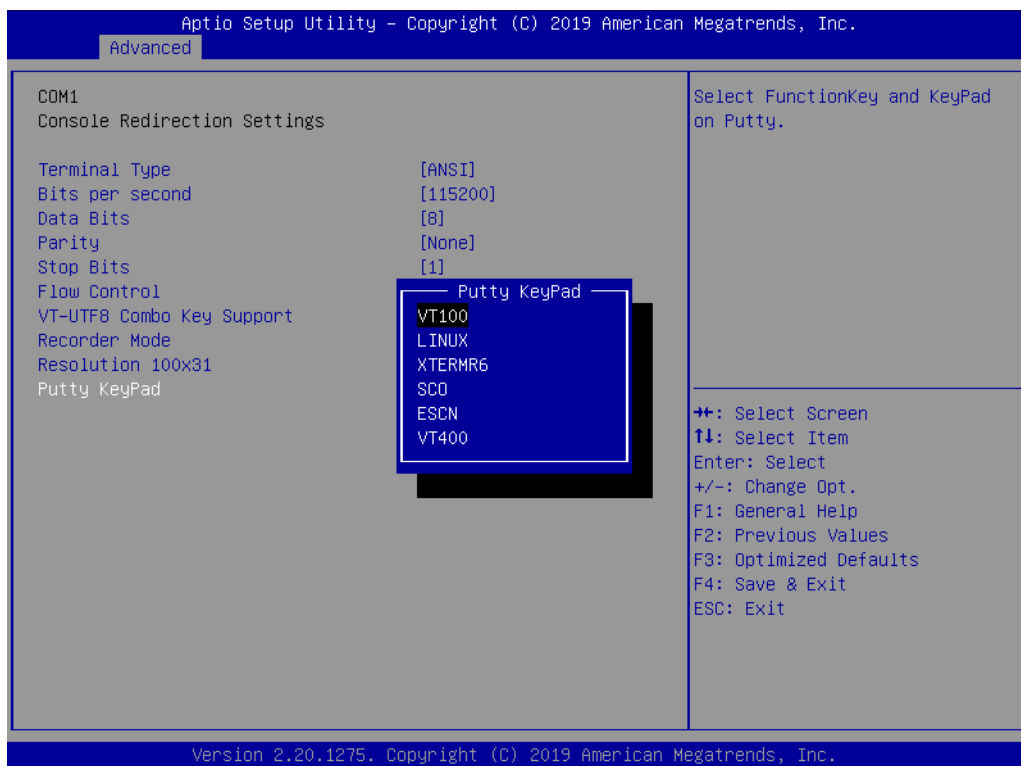 Aptio Setup Utility – Copyright (C) 2019 American Megatrends, Inc.
Advanced
COM1
Console Redirection Settings
Terminal Type [ANSI]
Bits per second [115200]
Data Bits [8]
Parity [None]
Stop Bits [1]
Flow Control
VT-UTF8 Combo Key Support
Recorder Mode
Resolution 100x31
Putty KeyPad
Putty KeyPad
VT100
LINUX
XTERMR6
SCO
ESCN
VT400
Select FunctionKey and KeyPad
on Putty.
→←: Select Screen
↑↓: Select Item
Enter: Select
+/-: Change Opt.
F1: General Help
F2: Previous Values
F3: Optimized Defaults
F4: Save & Exit
ESC: Exit
Version 2.20.1275. Copyright (C) 2019 American Megatrends, Inc.